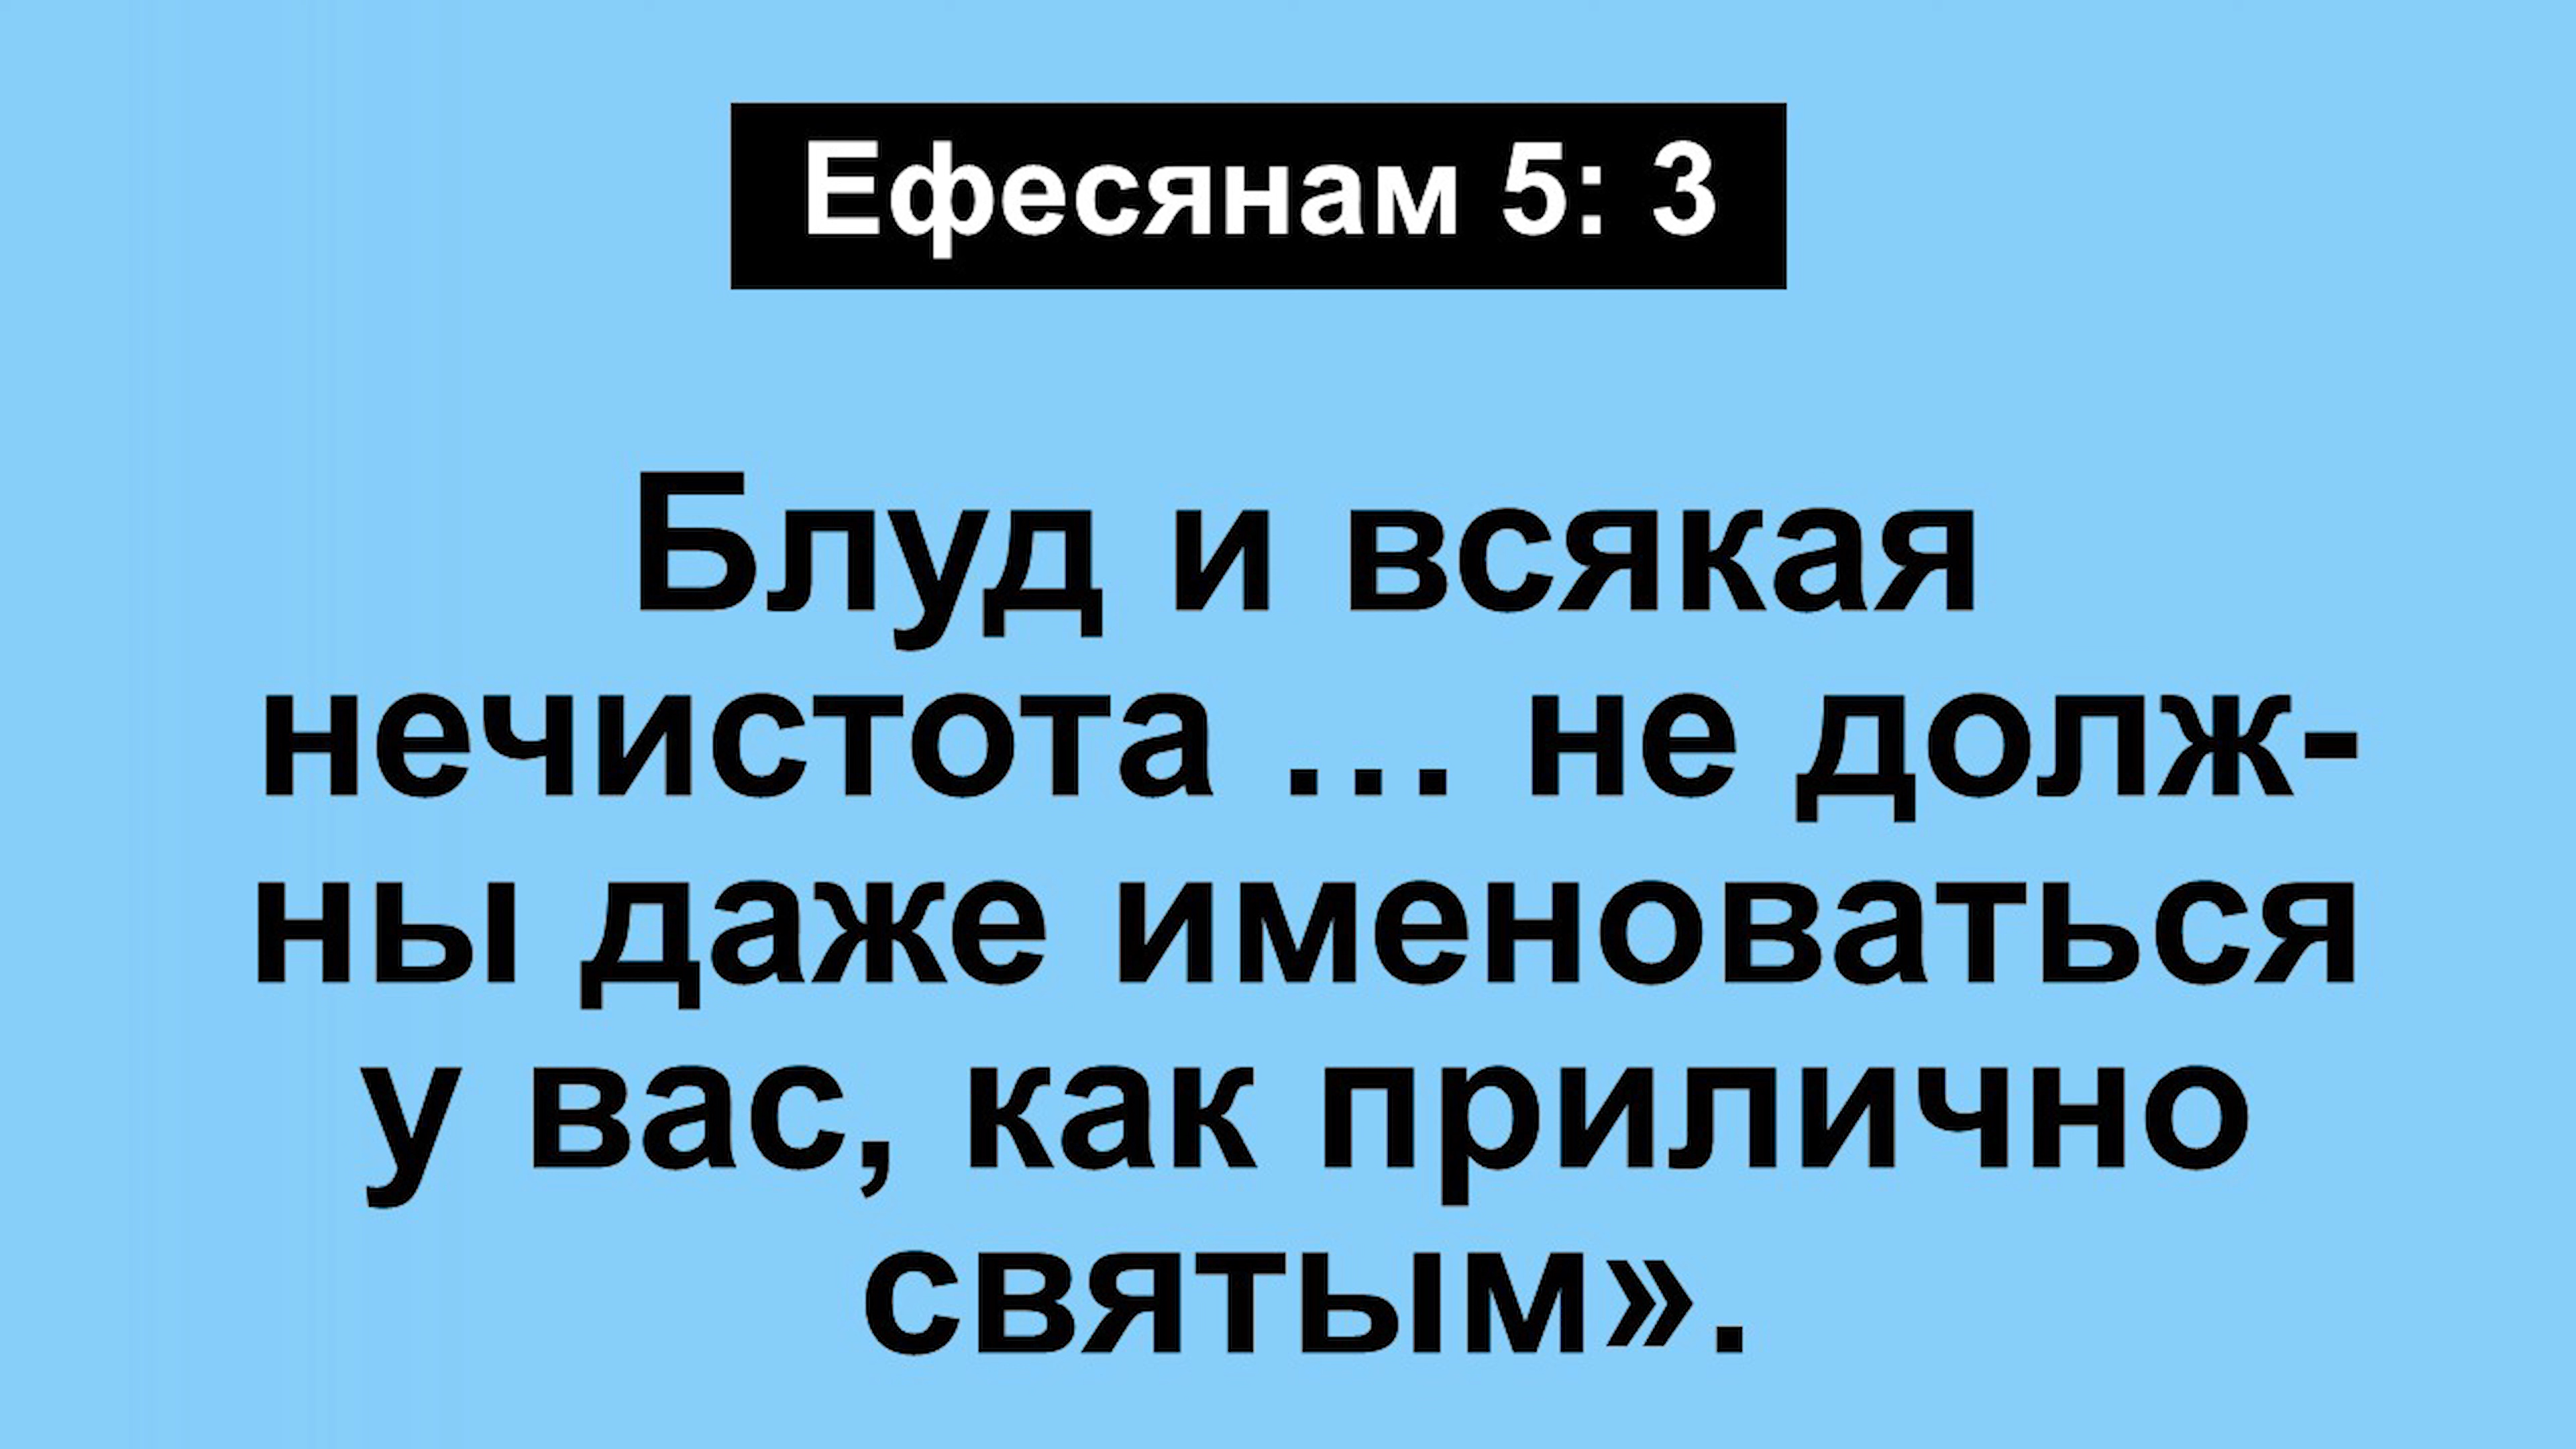 Ефесянам 5: 3
Блуд и всякая
нечистота ... не долж-
ны даже именоваться
у вас, как прилично
святым».